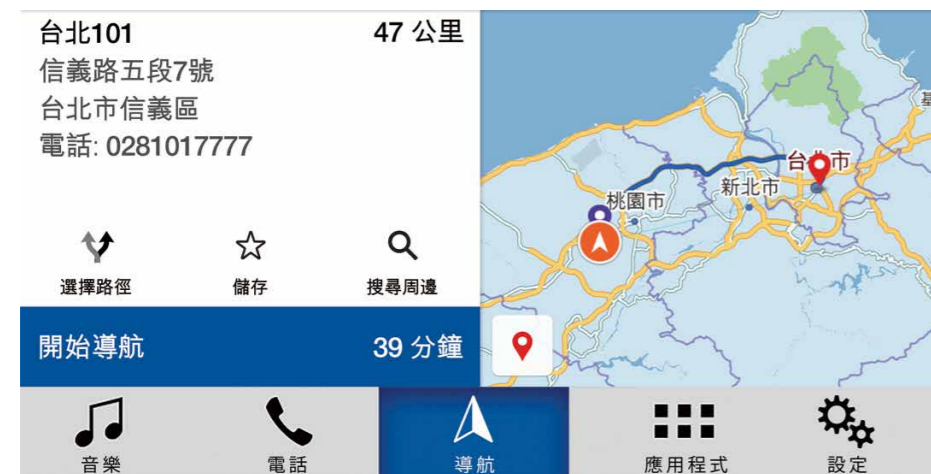 台北101
47 公里
信義路五段7號
台北市信義區
電話: 0281017777
選擇路徑
儲存
搜尋周邊
開始導航
39 分鐘
基
台北市
新北市
桃園市
音樂
電話
導航
應用程式
設定